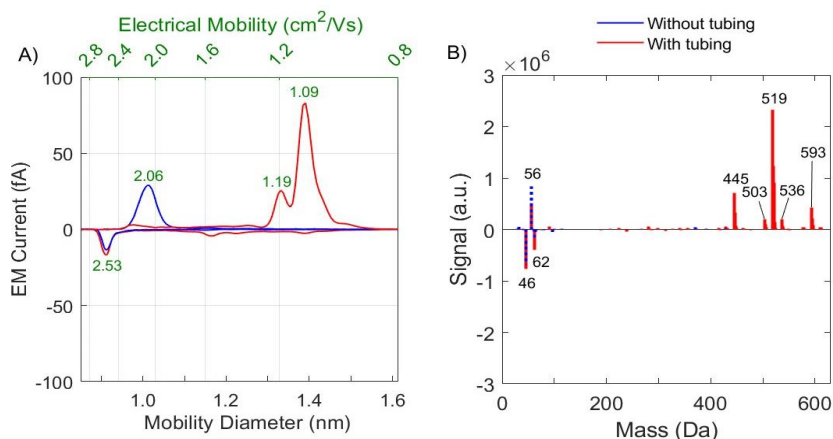 Electrical Mobility (cm²/Vs)
Without tubing
With tubing
A)
2.8 2.4 2.0 1.6 1.2 0.8
B)
× 10⁶
100
50
0
-50
-100
EM Current (fA)
2.06
1.19
1.09
2.53
1.0 1.2 1.4 1.6
Mobility Diameter (nm)
3
2
1
0
-1
-2
-3
Signal (a.u.)
519
56
445
503
536
593
46
62
0 200 400 600
Mass (Da)